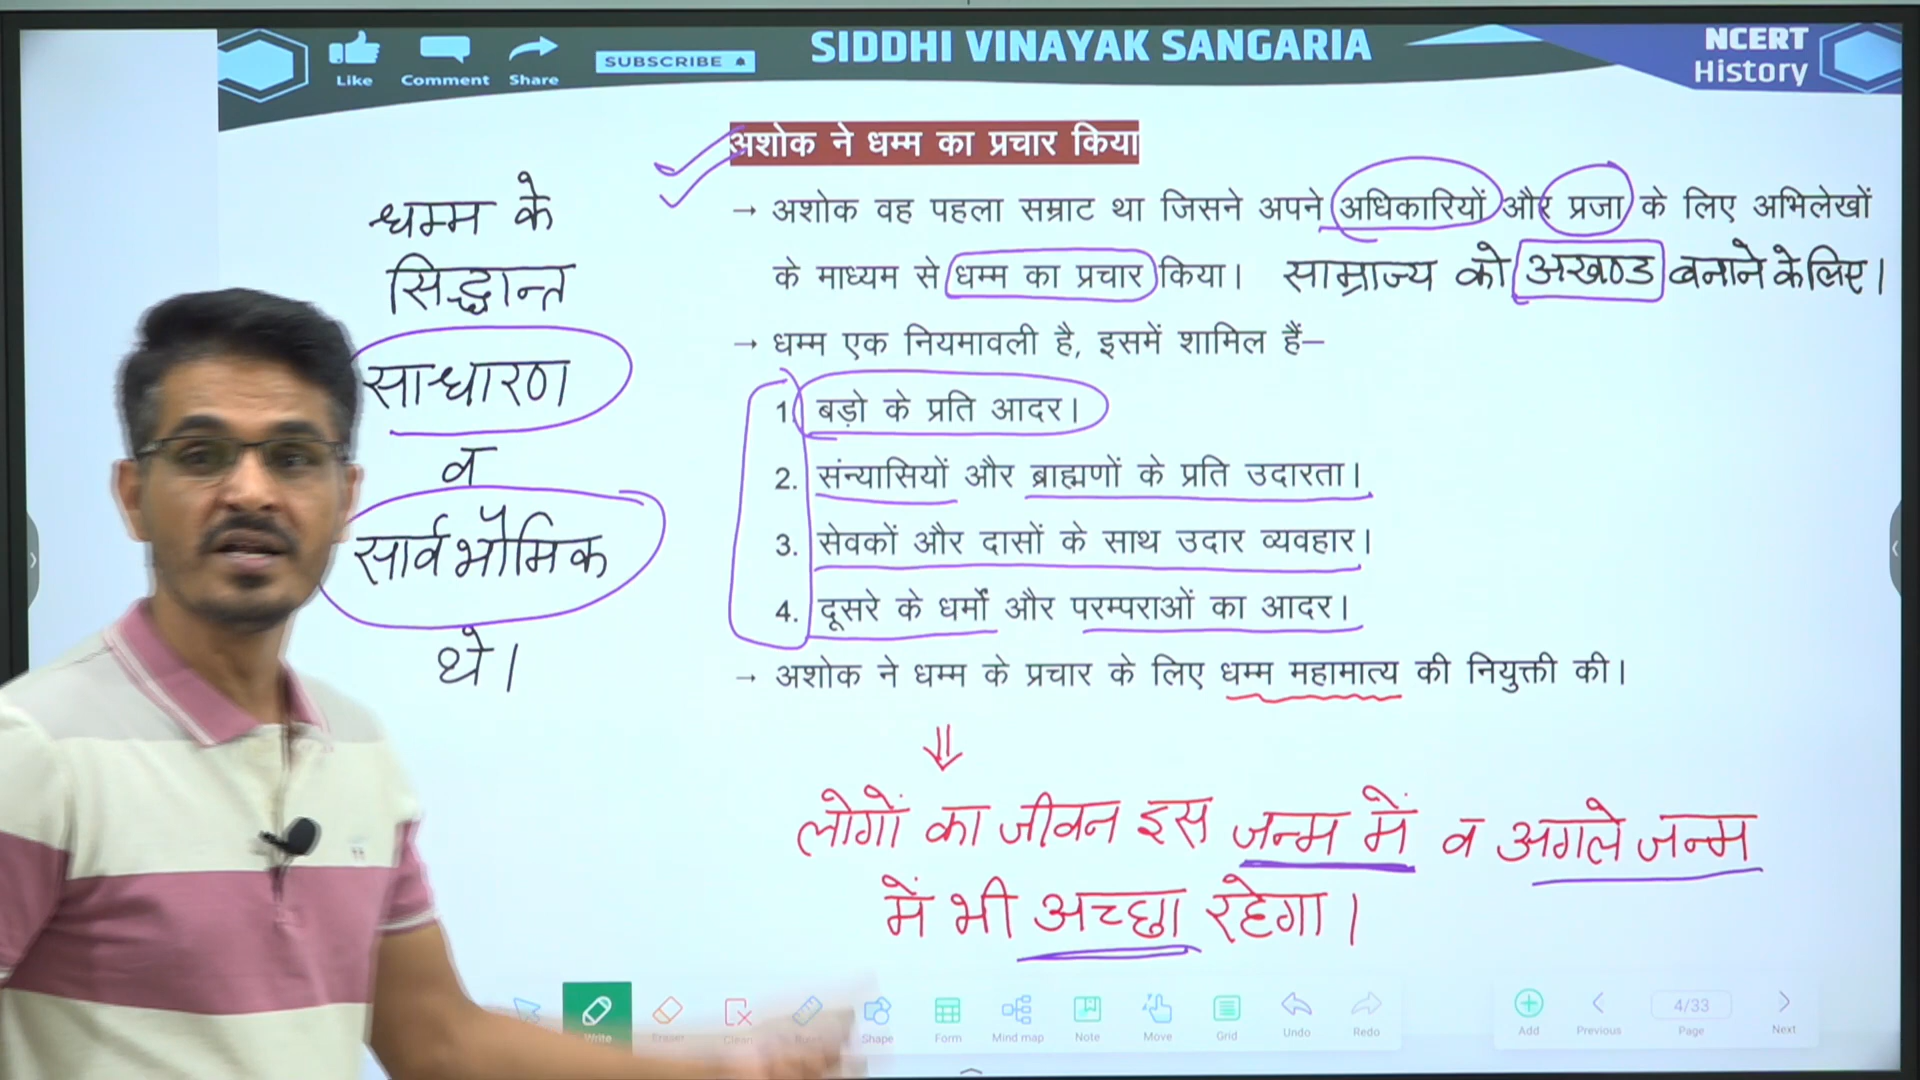 Like
Comment
Share
SUBSCRIBE
SIDDHI VINAYAK SANGARIA
NCERT
History
अशोक ने धम्म का प्रचार किया
→ अशोक वह पहला सम्राट था जिसने अपने अधिकारियों और प्रजा के लिए अभिलेखों
के माध्यम से धम्म का प्रचार किया। साम्राज्य को अखण्ड बनाने के लिए।
→ धम्म एक नियमावली है, इसमें शामिल हैं–
1. बड़ो के प्रति आदर।
2. संन्यासियों और ब्राह्मणों के प्रति उदारता।
3. सेवकों और दासों के साथ उदार व्यवहार।
4. दूसरे के धर्मों और परम्पराओं का आदर।
→ अशोक ने धम्म के प्रचार के लिए धम्म महामात्य की नियुक्ती की।
⇓
लोगों का जीवन इस जन्म में व अगले जन्म
में भी अच्छा रहेगा।
धम्म के
सिद्धान्त
साधारण
व
सार्वभौमिक
थे।
Write
Eraser
Clean
Shape
Form
Mind map
Note
Move
Grid
Undo
Redo
Add
Previous
4/33
Page
Next